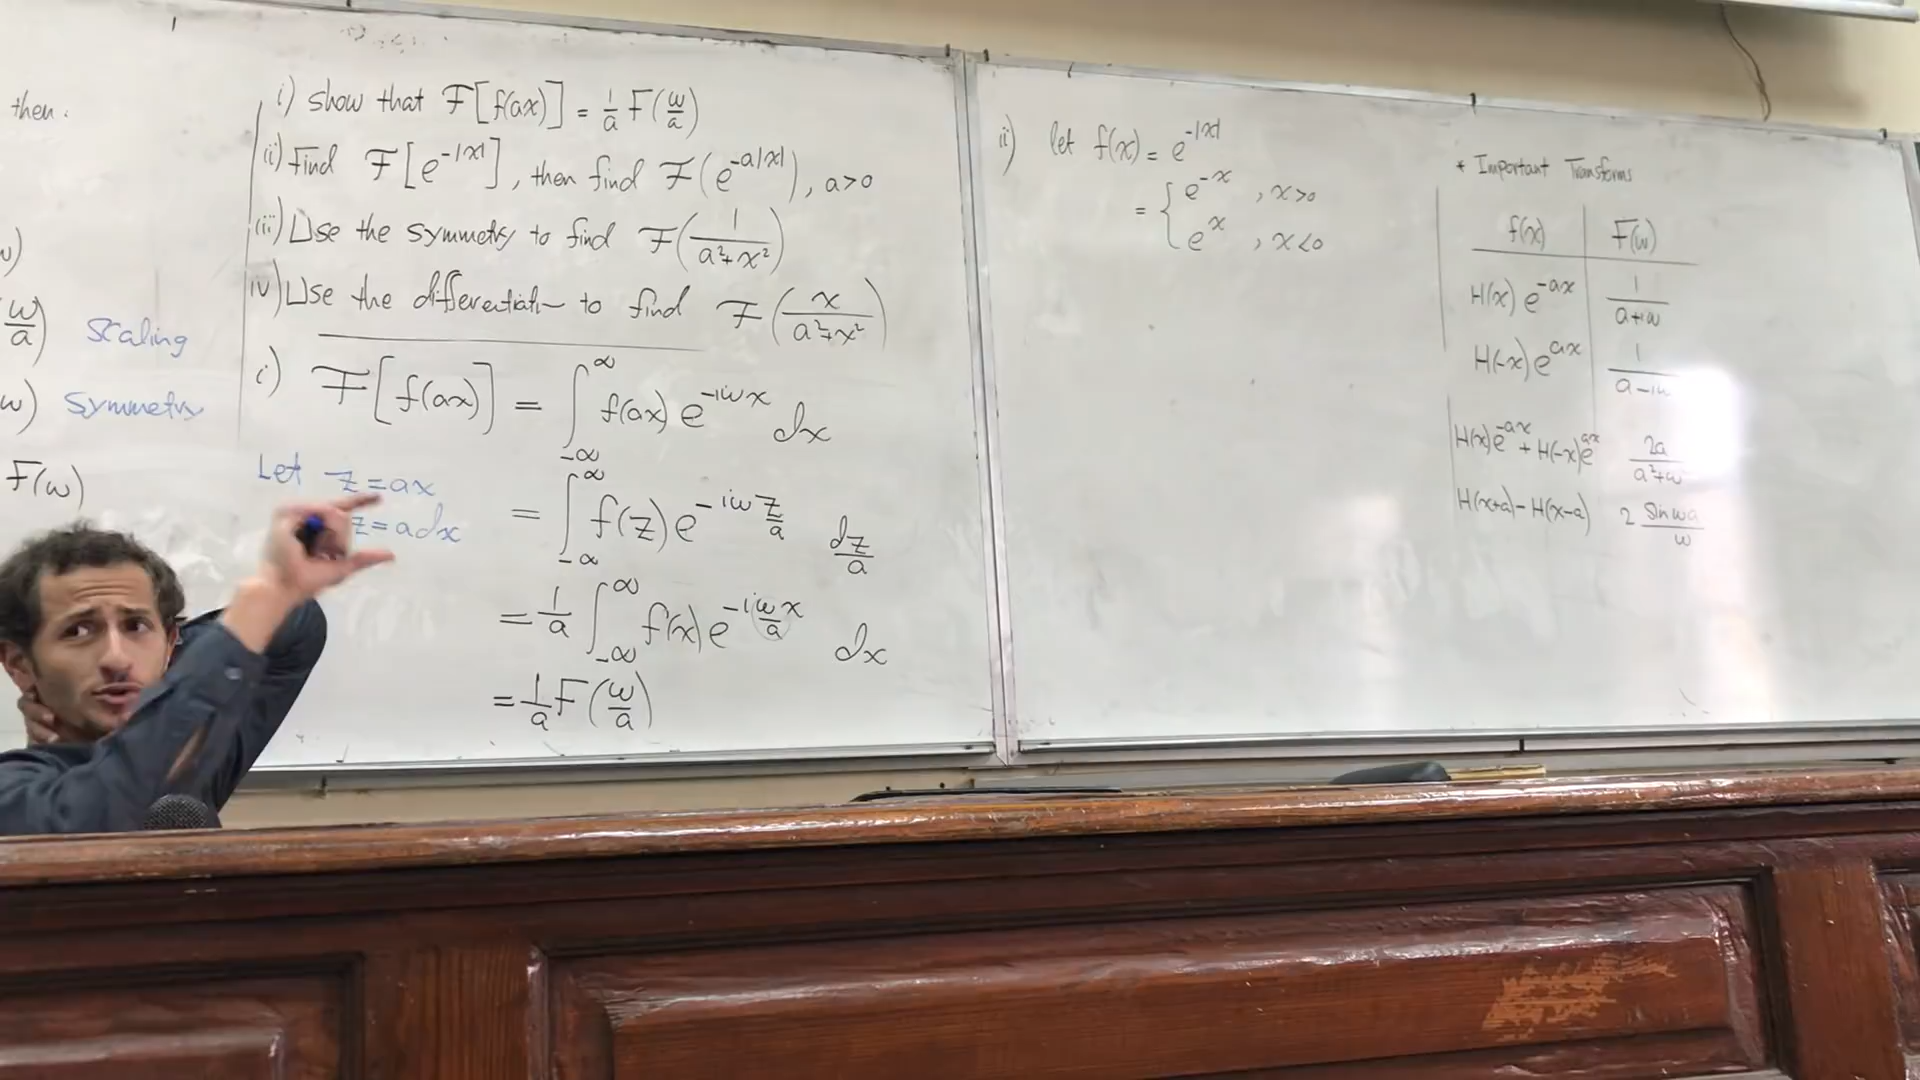 then.
w)
w/a) Scaling
w) Symmetry
F(w)
i) show that F[f(ax)] = 1/a F(w/a)
ii) Find F[e^-|x|], then find F(e^-a|x|), a>0
iii) Use the symmetry to find F(1/(a²+x²))
iv) Use the differentiatin to find F(x/(a²+x²))
i) F[f(ax)] = ∫_-∞^∞ f(ax) e^-iωx dx
Let z = ax
z = adx
= ∫_-∞^∞ f(z) e^-iω z/a dz/a
= 1/a ∫_-∞^∞ f(x) e^-i ω/a x dx
= 1/a F(ω/a)
ii) let f(x) = e^-|x|
= { e^-x , x>0
e^x , x<0
* Important Transforms
f(x) F(ω)
H(x) e^-ax 1/(a+iω)
H(-x) e^ax 1/(a-iω
H(x)e^-ax + H(-x)e^ax 2a/(a²+ω²
H(x+a) - H(x-a) 2 Sin ωa/ω